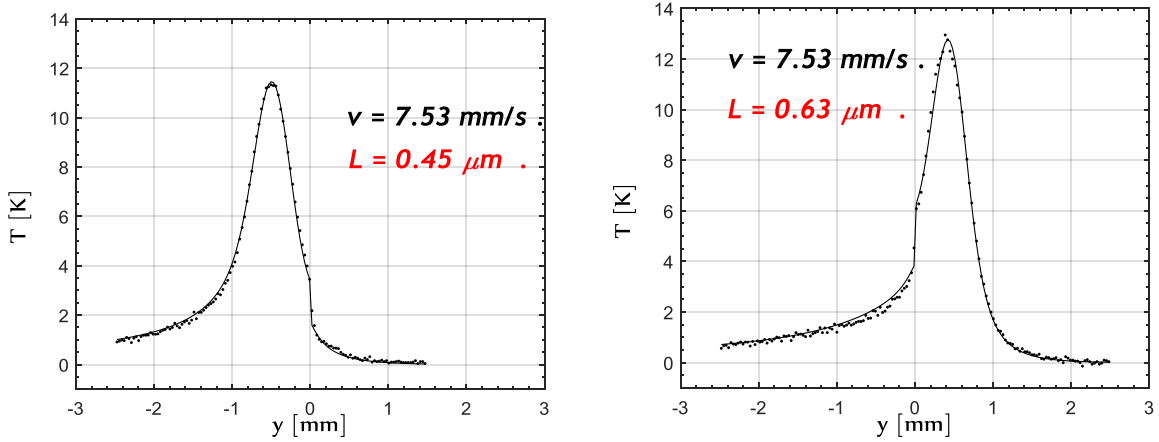 14
12
10
8
6
4
2
0
T [K]
v = 7.53 mm/s .
L = 0.45 μm .
-3 -2 -1 0 1 2 3
y [mm]
14
12
10
8
6
4
2
0
T [K]
v = 7.53 mm/s .
L = 0.63 μm .
-3 -2 -1 0 1 2 3
y [mm]